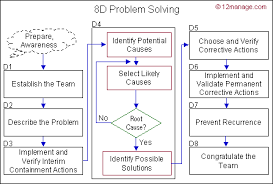 8D Problem Solving
© 12manage.com
Prepare,
Awareness
D1
Establish the Team
D2
Describe the Problem
D3
Implement and
Verify Interim
Containment Actions
D4
Identify Potential
Causes
Select Likely
Causes
No
Root
Cause?
Yes
Identify Possible
Solutions
D5
Choose and Verify
Corrective Actions
D6
Implement and
Validate Permanent
Corrective Actions
D7
Prevent Recurrence
D8
Congratulate the
Team